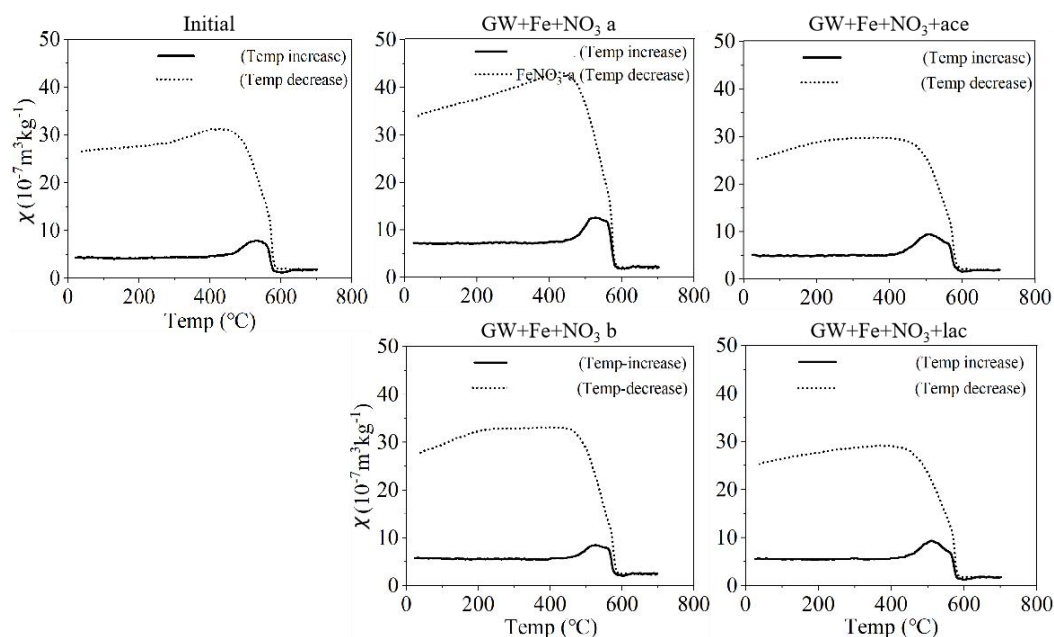 Initial
50
40
30
20
10
0
χ (10⁻⁷m³kg⁻¹)
(Temp increase)
(Temp decrease)
0 200 400 600 800
Temp (°C)
GW+Fe+NO₃ a
50
40
30
20
10
0
(Temp increase)
FeNO₃-a (Temp decrease)
0 200 400 600 800
GW+Fe+NO₃+ace
50
40
30
20
10
0
(Temp increase)
(Temp decrease)
0 200 400 600 800
GW+Fe+NO₃ b
50
40
30
20
10
0
χ (10⁻⁷m³kg⁻¹)
(Temp-increase)
(Temp-decrease)
0 200 400 600 800
Temp (°C)
GW+Fe+NO₃+lac
50
40
30
20
10
0
(Temp increase)
(Temp decrease)
0 200 400 600 800
Temp (°C)